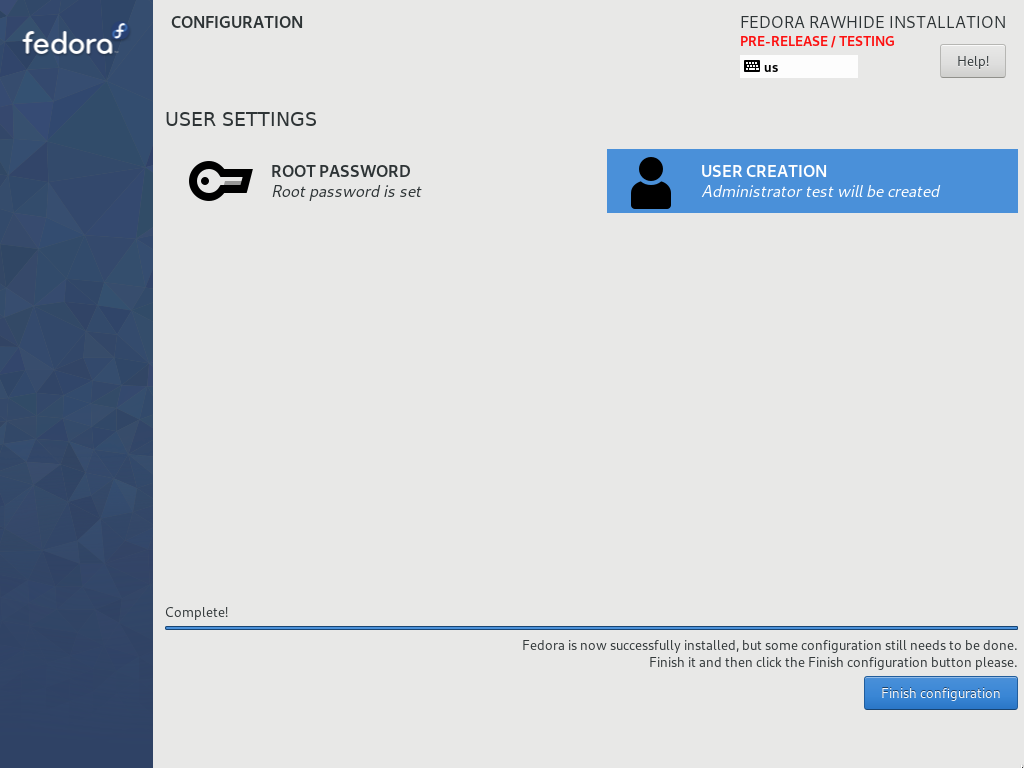 fedora
CONFIGURATION
FEDORA RAWHIDE INSTALLATION
PRE-RELEASE / TESTING
us
Help!
USER SETTINGS
ROOT PASSWORD
Root password is set
USER CREATION
Administrator test will be created
Complete!
Fedora is now successfully installed, but some configuration still needs to be done.
Finish it and then click the Finish configuration button please.
Finish configuration